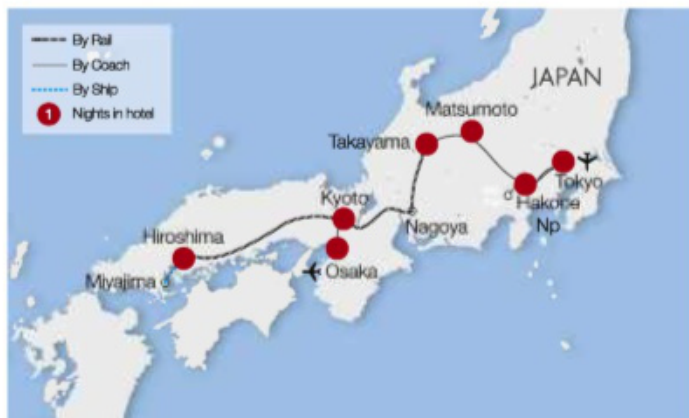 By Rail
By Coach
By Ship
1 Nights in hotel
JAPAN
Matsumoto
Takayama
Tokyo
Hakone
Np
Kyoto
Nagoya
Hiroshima
Osaka
Miyajima